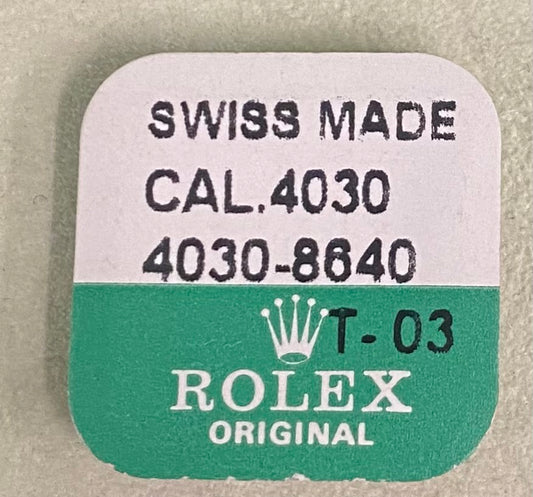 SWISS MADE
CAL.4030
4030-8640
T-03
ROLEX
ORIGINAL